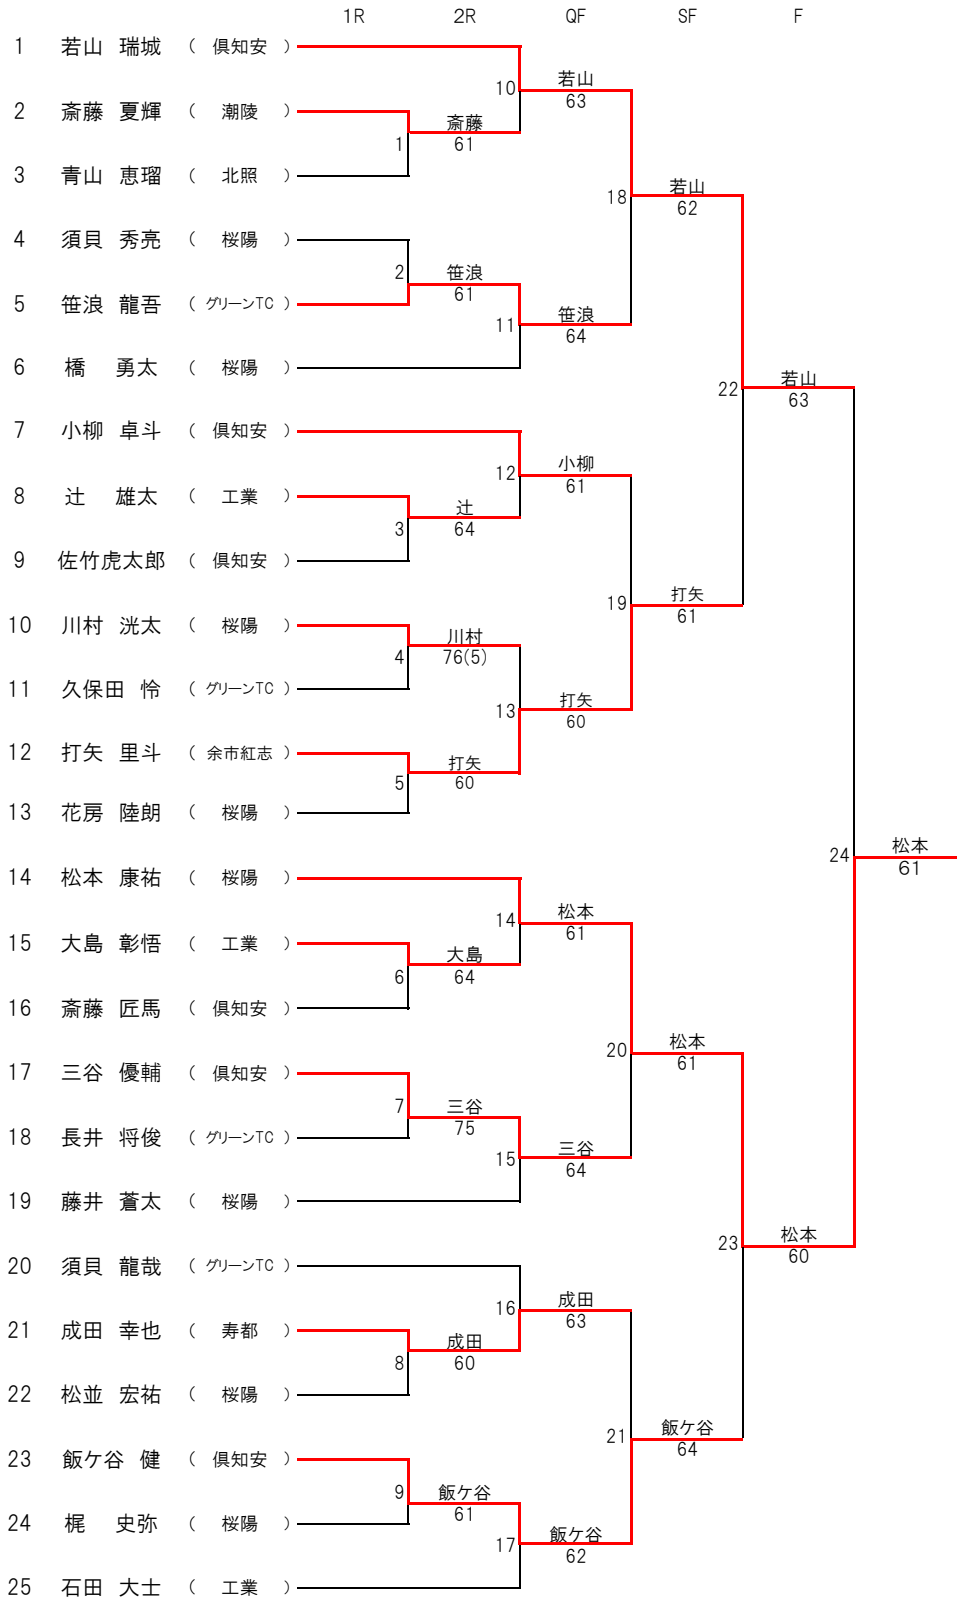 1R 2R QF SF F
1 若山 瑞城 （ 倶知安 ）
10 若山
63
2 斎藤 夏輝 （ 潮陵 ）
1 斎藤
61
3 青山 恵瑠 （ 北照 ）
18 若山
62
4 須貝 秀亮 （ 桜陽 ）
2 笹浪
61
5 笹浪 龍吾 （ グリーンTC ）
11 笹浪
64
6 橋 勇太 （ 桜陽 ）
22 若山
63
7 小柳 卓斗 （ 倶知安 ）
12 小柳
61
8 辻 雄太 （ 工業 ）
3 辻
64
9 佐竹虎太郎 （ 倶知安 ）
19 打矢
61
10 川村 洸太 （ 桜陽 ）
4 川村
76(5)
11 久保田 怜 （ グリーンTC ）
13 打矢
60
12 打矢 里斗 （ 余市紅志 ）
5 打矢
60
13 花房 陸朗 （ 桜陽 ）
24 松本
61
14 松本 康祐 （ 桜陽 ）
14 松本
61
15 大島 彰悟 （ 工業 ）
6 大島
64
16 斎藤 匠馬 （ 倶知安 ）
20 松本
61
17 三谷 優輔 （ 倶知安 ）
7 三谷
75
18 長井 将俊 （ グリーンTC ）
15 三谷
64
19 藤井 蒼太 （ 桜陽 ）
23 松本
60
20 須貝 龍哉 （ グリーンTC ）
16 成田
63
21 成田 幸也 （ 寿都 ）
8 成田
60
22 松並 宏祐 （ 桜陽 ）
21 飯ケ谷
64
23 飯ケ谷 健 （ 倶知安 ）
9 飯ケ谷
61
24 梶 史弥 （ 桜陽 ）
17 飯ケ谷
62
25 石田 大士 （ 工業 ）